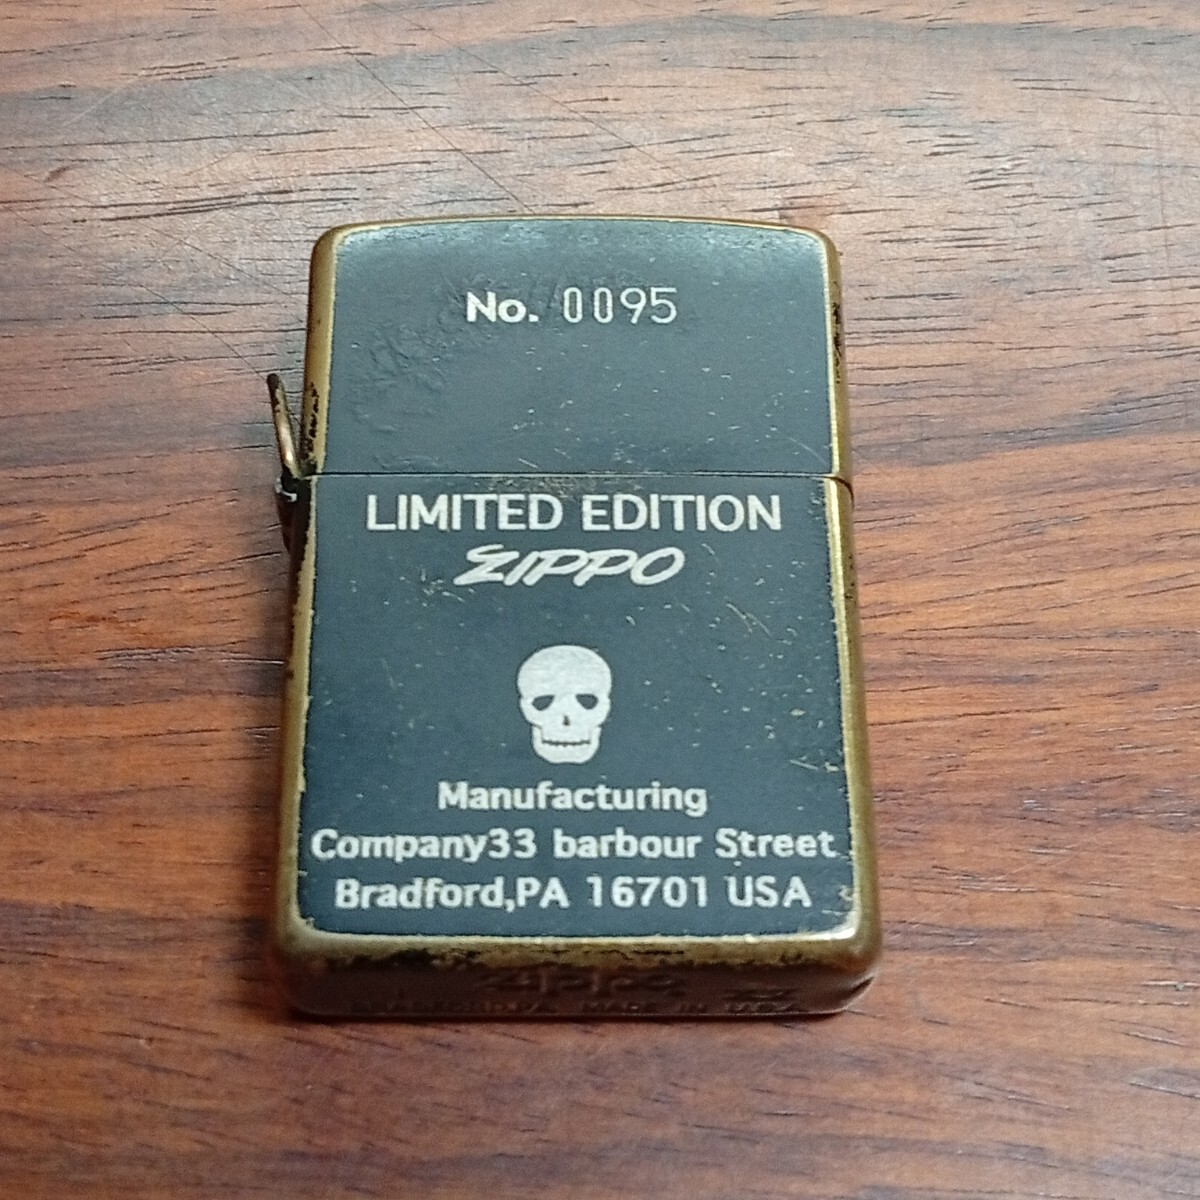 No. 0095
LIMITED EDITION
ZIPPO
Manufacturing
Company33 barbour Street
Bradford,PA 16701 USA